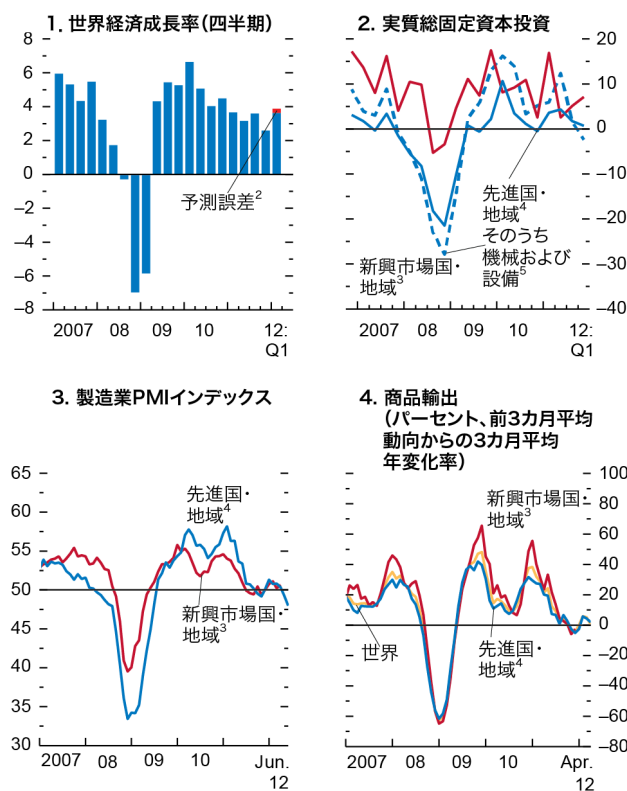 1. 世界経済成長率（四半期）
8
6
4
2
0
–2
–4
–6
–8
予測誤差2
2007 08 09 10 12:
Q1
2. 実質総固定資本投資
20
10
0
–10
–20
–30
–40
先進国・
地域4
そのうち
機械および
設備5
新興市場国・
地域3
2007 08 09 10 12:
Q1
3. 製造業PMIインデックス
65
60
55
50
45
40
35
30
先進国・
地域4
新興市場国・
地域3
2007 08 09 10 Jun.
12
4. 商品輸出
（パーセント、前3カ月平均
動向からの3カ月平均
年変化率）
100
80
60
40
20
0
–20
–40
–60
–80
新興市場国・
地域3
世界
先進国・
地域4
2007 08 09 10 Apr.
12